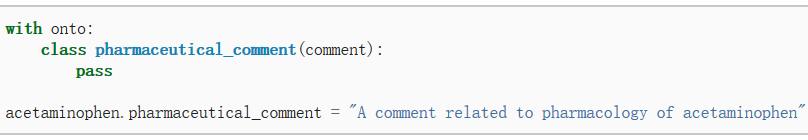 with onto:
    class pharmaceutical_comment(comment):
        pass

acetaminophen.pharmaceutical_comment = "A comment related to pharmacology of acetaminophen"